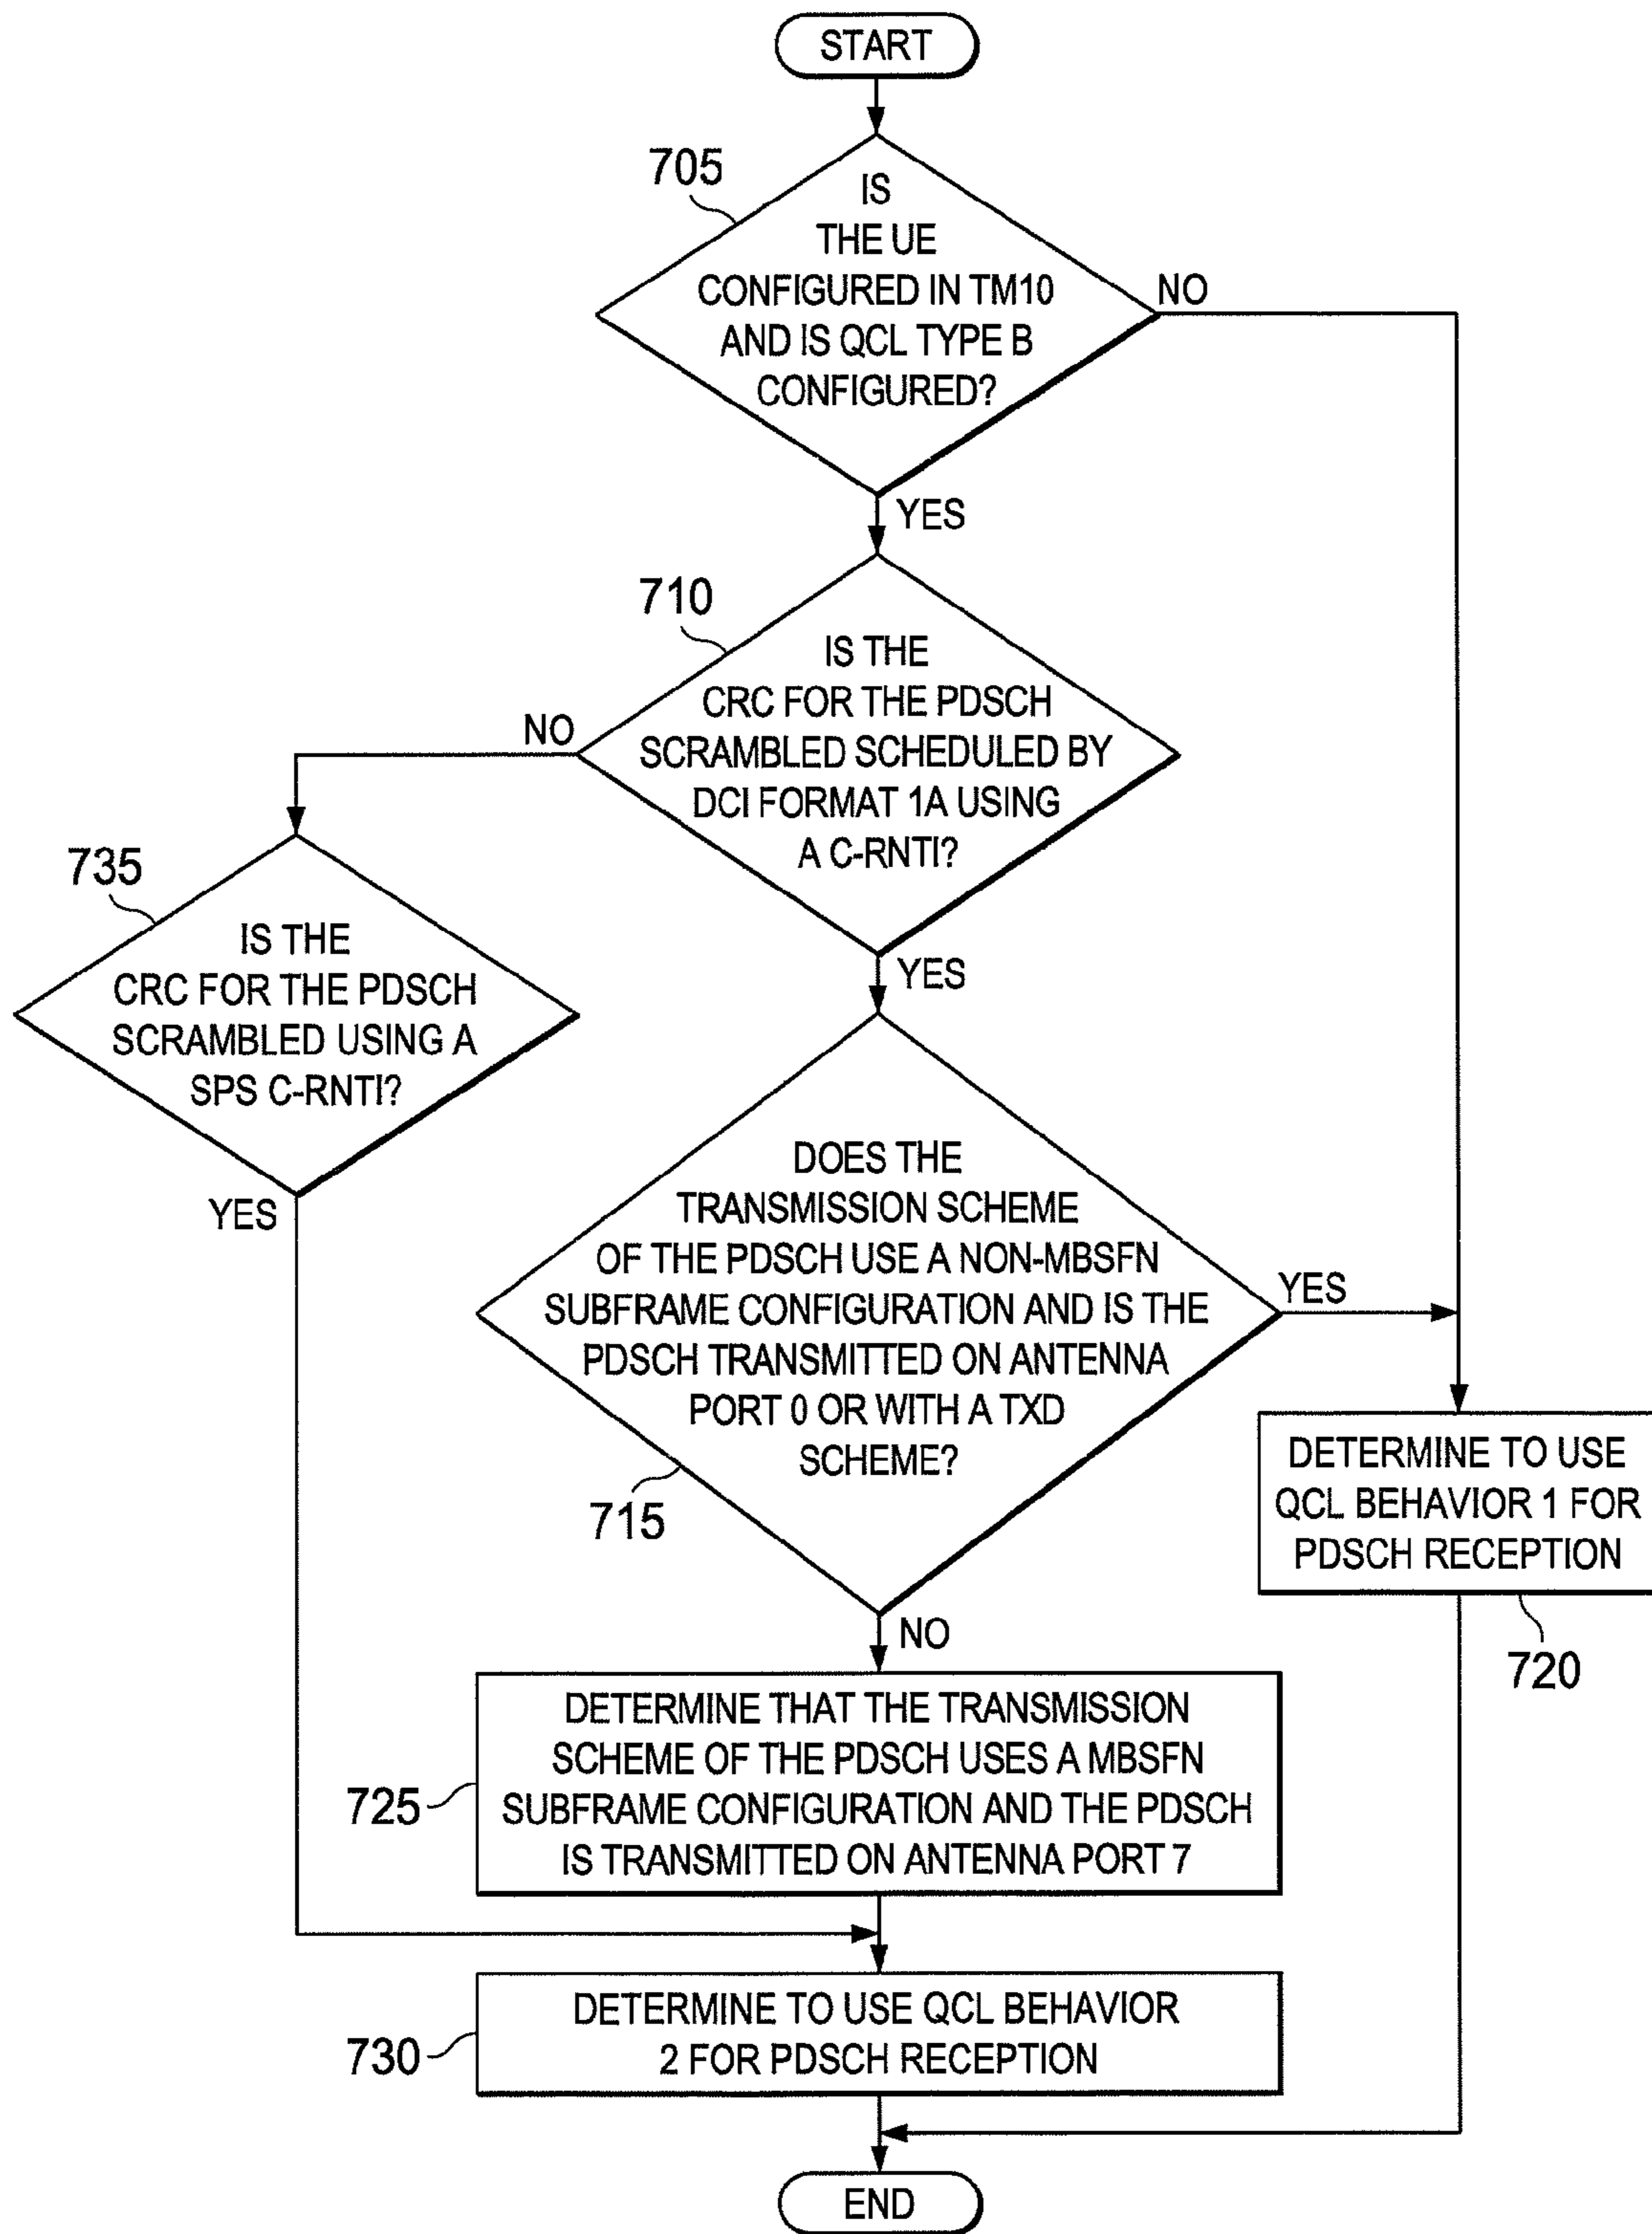 START
705
IS
THE UE
CONFIGURED IN TM10
AND IS QCL TYPE B
CONFIGURED?
NO
YES
710
IS THE
CRC FOR THE PDSCH
SCRAMBLED SCHEDULED BY
DCI FORMAT 1A USING
A C-RNTI?
NO
YES
735
IS THE
CRC FOR THE PDSCH
SCRAMBLED USING A
SPS C-RNTI?
YES
DOES THE
TRANSMISSION SCHEME
OF THE PDSCH USE A NON-MBSFN
SUBFRAME CONFIGURATION AND IS THE
PDSCH TRANSMITTED ON ANTENNA
PORT 0 OR WITH A TXD
SCHEME?
YES
715
NO
DETERMINE TO USE
QCL BEHAVIOR 1 FOR
PDSCH RECEPTION
720
DETERMINE THAT THE TRANSMISSION
SCHEME OF THE PDSCH USES A MBSFN
SUBFRAME CONFIGURATION AND THE PDSCH
IS TRANSMITTED ON ANTENNA PORT 7
725
DETERMINE TO USE QCL BEHAVIOR
2 FOR PDSCH RECEPTION
730
END